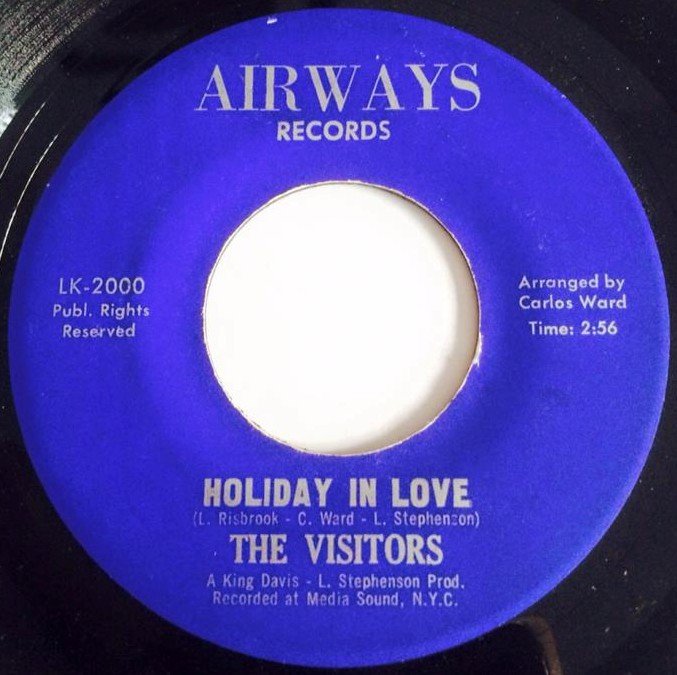 AIRWAYS
RECORDS
LK-2000
Publ. Rights
Reserved
Arranged by
Carlos Ward
Time: 2:56
HOLIDAY IN LOVE
(L. Risbrook - C. Ward - L. Stephenzon)
THE VISITORS
A King Davis - L. Stephenson Prod.
Recorded at Media Sound, N.Y.C.